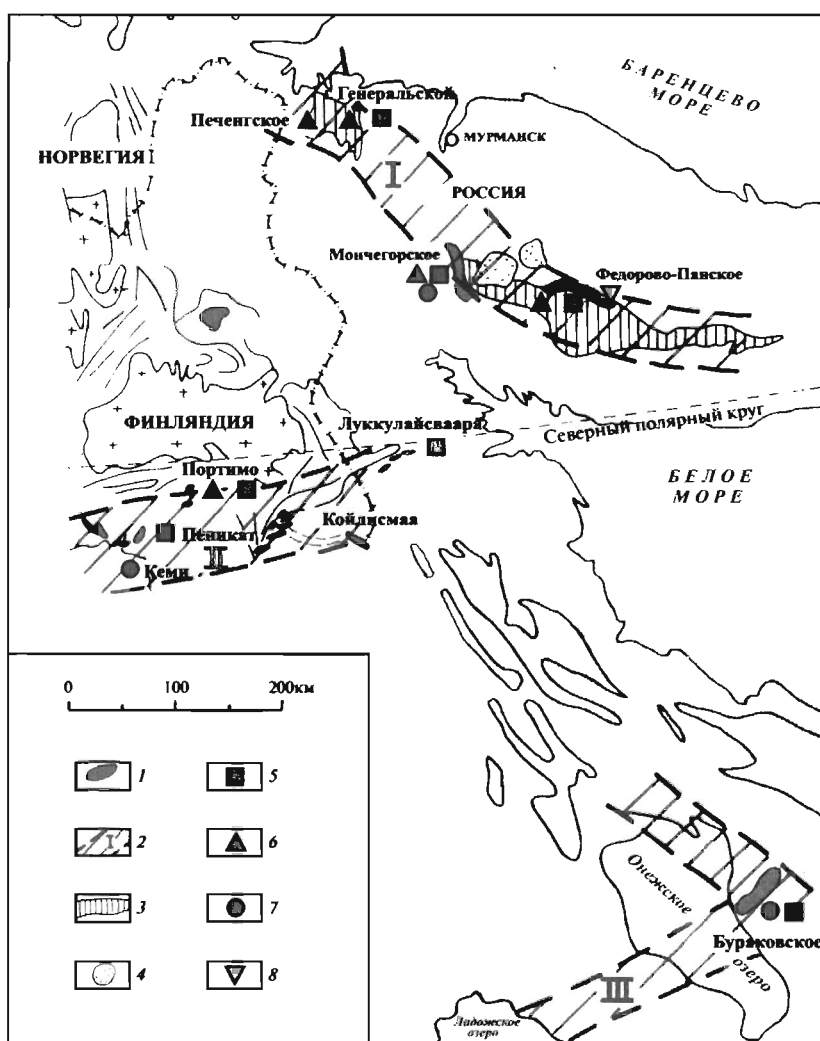 БАРЕНЦЕВО
МОРЕ
Генеральской
Печенгское
МУРМАНСК
НОРВЕГИЯ
I
РОССИЯ
Мончегорское
Федорово-Панское
ФИНЛЯНДИЯ
Луккулайсваара
Северный полярный круг
Портимо
БЕЛОЕ
МОРЕ
Койлисмаа
Пеникат
II
Кеми
0 100 200км
1 5
2 I 6
3 7
4 8
Онежское
озеро
Бураковское
III
Ладожское
озеро